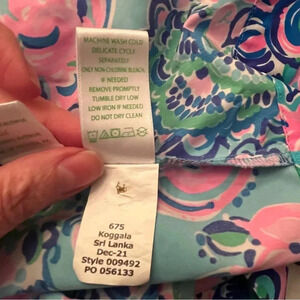 MACHINE WASH COLD
DELICATE CYCLE
SEPARATELY
ONLY NON-CHLORINE BLEACH
IF NEEDED
REMOVE PROMPTLY
TUMBLE DRY LOW
LOW IRON IF NEEDED
DO NOT DRY CLEAN
675
Koggala
Sri Lanka
Dec-21
Style 009492
PO 056133